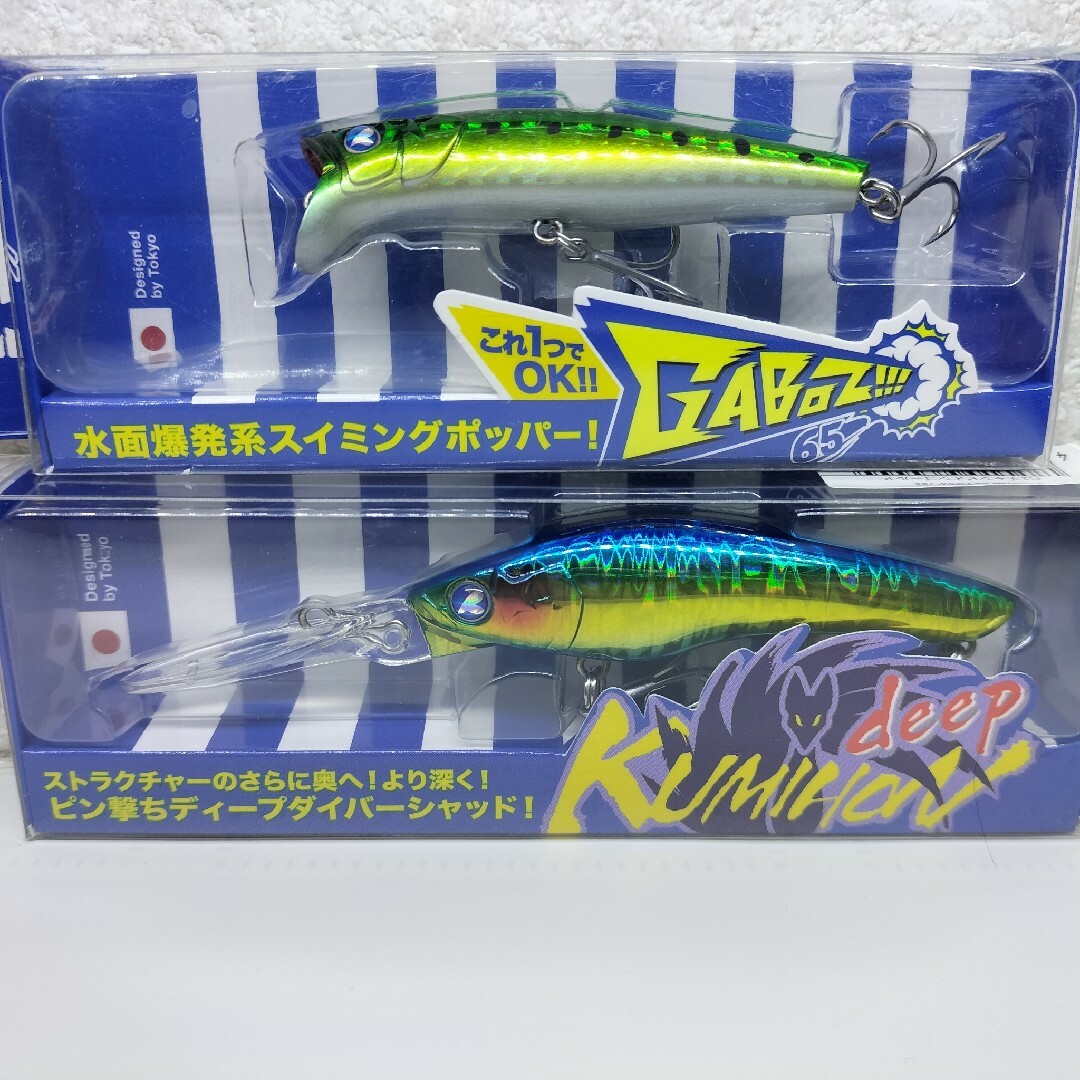 Designed
by Tokyo
これ1つで
OK!!
GABOZ!!!
65
水面爆発系スイミングポッパー!
Designed
by Tokyo
deep
KUMIHON
ストラクチャーのさらに奥へ!より深く!
ピン撃ちディープダイバーシャッド!